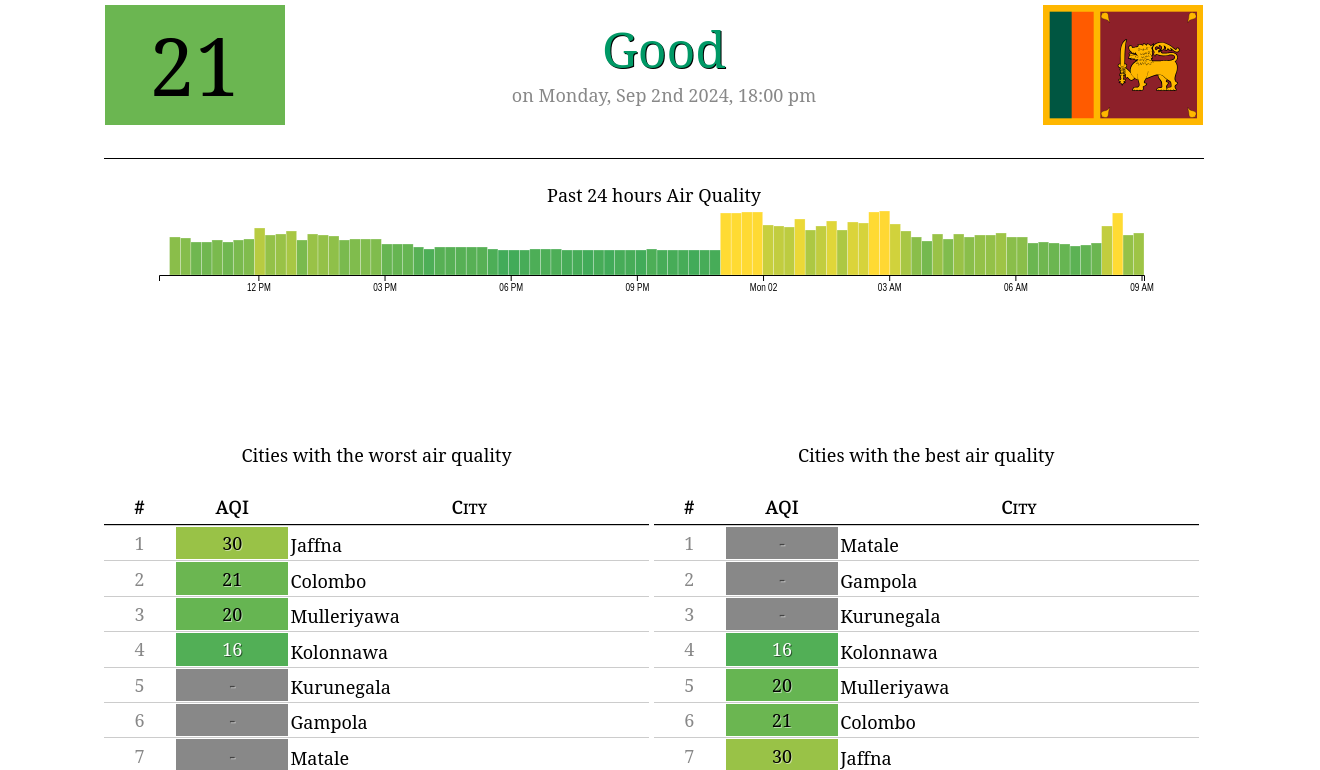 21
Good
on Monday, Sep 2nd 2024, 18:00 pm
Past 24 hours Air Quality
12 PM 03 PM 06 PM 09 PM Mon 02 03 AM 06 AM 09 AM
Cities with the worst air quality
# AQI City
1 30 Jaffna
2 21 Colombo
3 20 Mulleriyawa
4 16 Kolonnawa
5 - Kurunegala
6 - Gampola
7 - Matale
Cities with the best air quality
# AQI City
1 - Matale
2 - Gampola
3 - Kurunegala
4 16 Kolonnawa
5 20 Mulleriyawa
6 21 Colombo
7 30 Jaffna